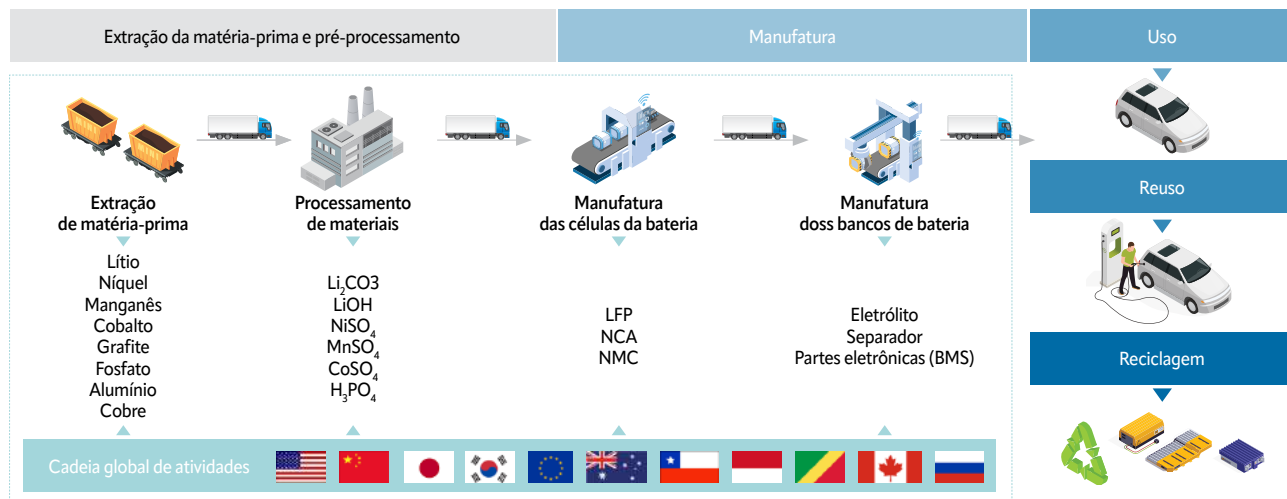 Extração da matéria-prima e pré-processamento
Manufatura
Uso
Extração
de matéria-prima
Processamento
de materiais
Manufatura
das células da bateria
Manufatura
doss bancos de bateria
Reuso
Lítio
Níquel
Manganês
Cobalto
Grafite
Fosfato
Alumínio
Cobre
Li₂CO3
LiOH
NiSO₄
MnSO₄
CoSO₄
H₃PO₄
LFP
NCA
NMC
Eletrólito
Separador
Partes eletrônicas (BMS)
Reciclagem
Cadeia global de atividades